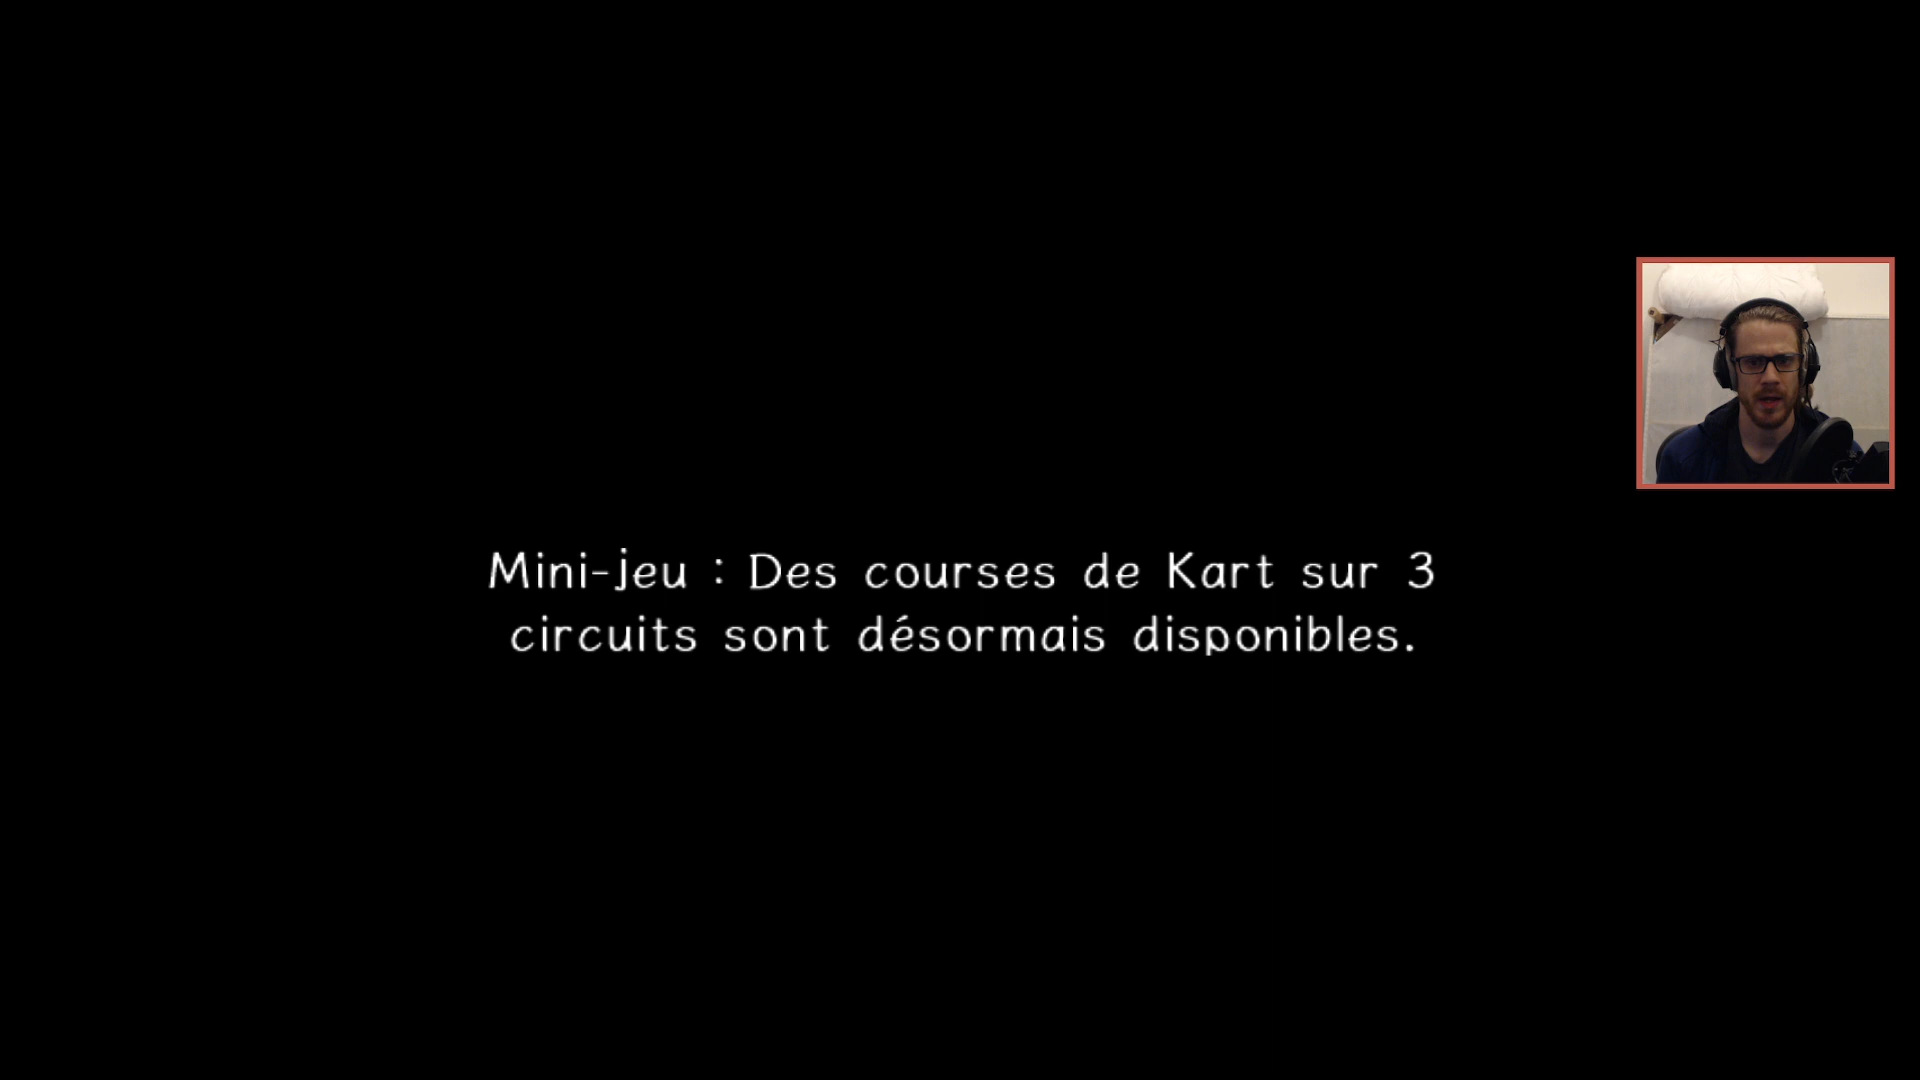 Mini-jeu : Des courses de Kart sur 3
circuits sont désormais disponibles.